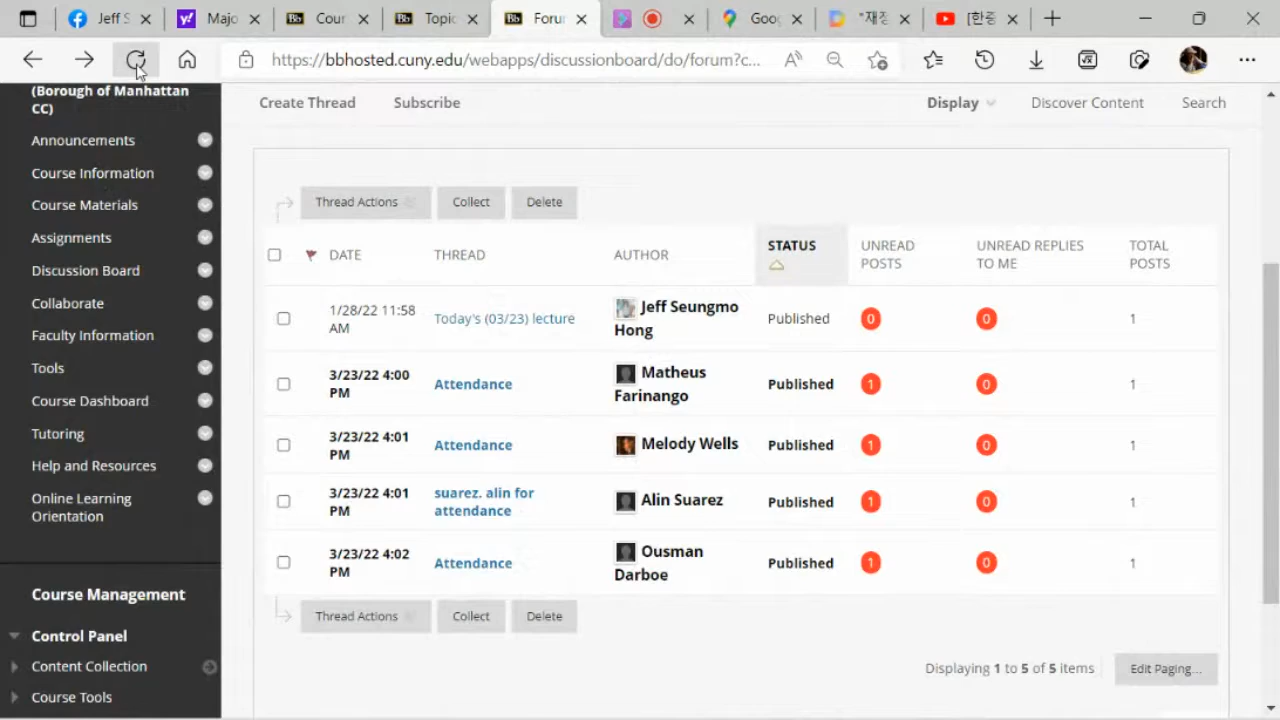 Jeff S
Majo
Bb Cour
Bb Topic
Bb Forur
Goog
"재정
[한중
https://bbhosted.cuny.edu/webapps/discussionboard/do/forum?c...
(Borough of Manhattan
CC)
Announcements
Course Information
Course Materials
Assignments
Discussion Board
Collaborate
Faculty Information
Tools
Course Dashboard
Tutoring
Help and Resources
Online Learning
Orientation
Course Management
Control Panel
Content Collection
Course Tools
Create Thread Subscribe Display Discover Content Search
Thread Actions Collect Delete
DATE THREAD AUTHOR STATUS UNREAD POSTS UNREAD REPLIES TO ME TOTAL POSTS
1/28/22 11:58 AM Today's (03/23) lecture Jeff Seungmo Hong Published 0 0 1
3/23/22 4:00 PM Attendance Matheus Farinango Published 1 0 1
3/23/22 4:01 PM Attendance Melody Wells Published 1 0 1
3/23/22 4:01 PM suarez. alin for attendance Alin Suarez Published 1 0 1
3/23/22 4:02 PM Attendance Ousman Darboe Published 1 0 1
Thread Actions Collect Delete
Displaying 1 to 5 of 5 items Edit Paging...